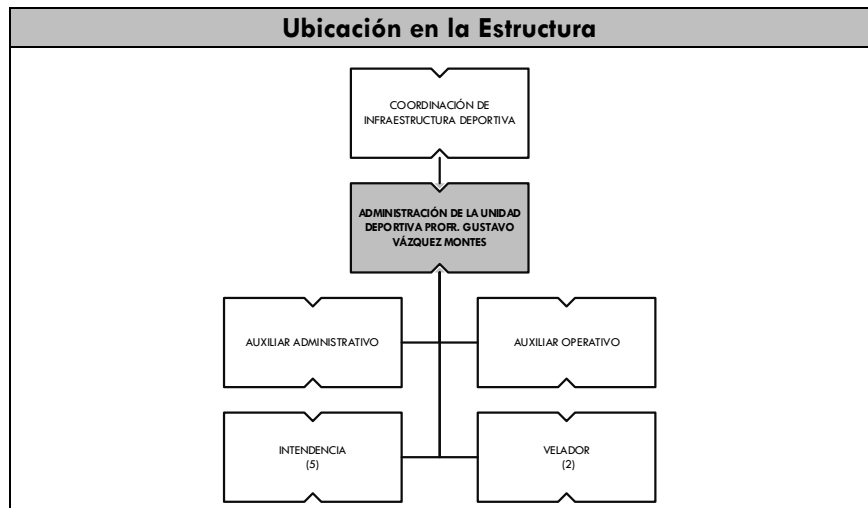 Ubicación en la Estructura
COORDINACIÓN DE
INFRAESTRUCTURA DEPORTIVA
ADMINISTRACIÓN DE LA UNIDAD
DEPORTIVA PROFR. GUSTAVO
VÁZQUEZ MONTES
AUXILIAR ADMINISTRATIVO
AUXILIAR OPERATIVO
INTENDENCIA
(5)
VELADOR
(2)